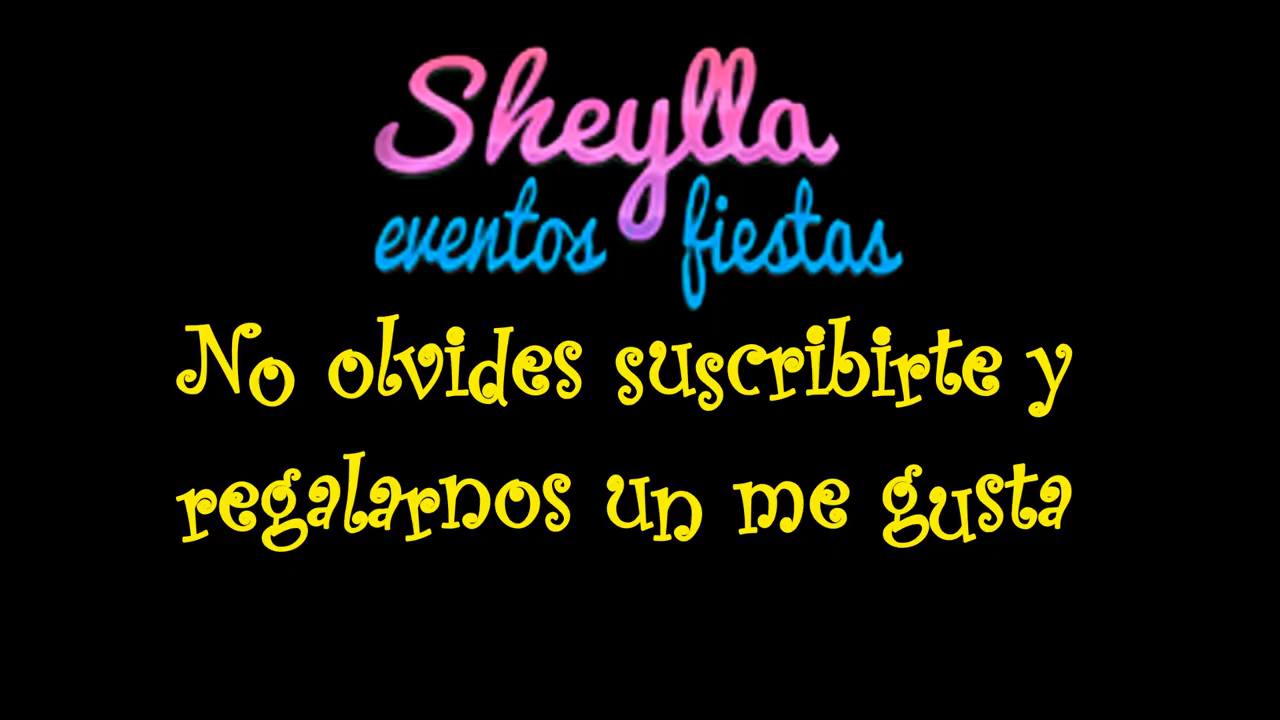 Sheylla
eventos fiestas
No olvides suscribirte y
regalarnos un me gusta